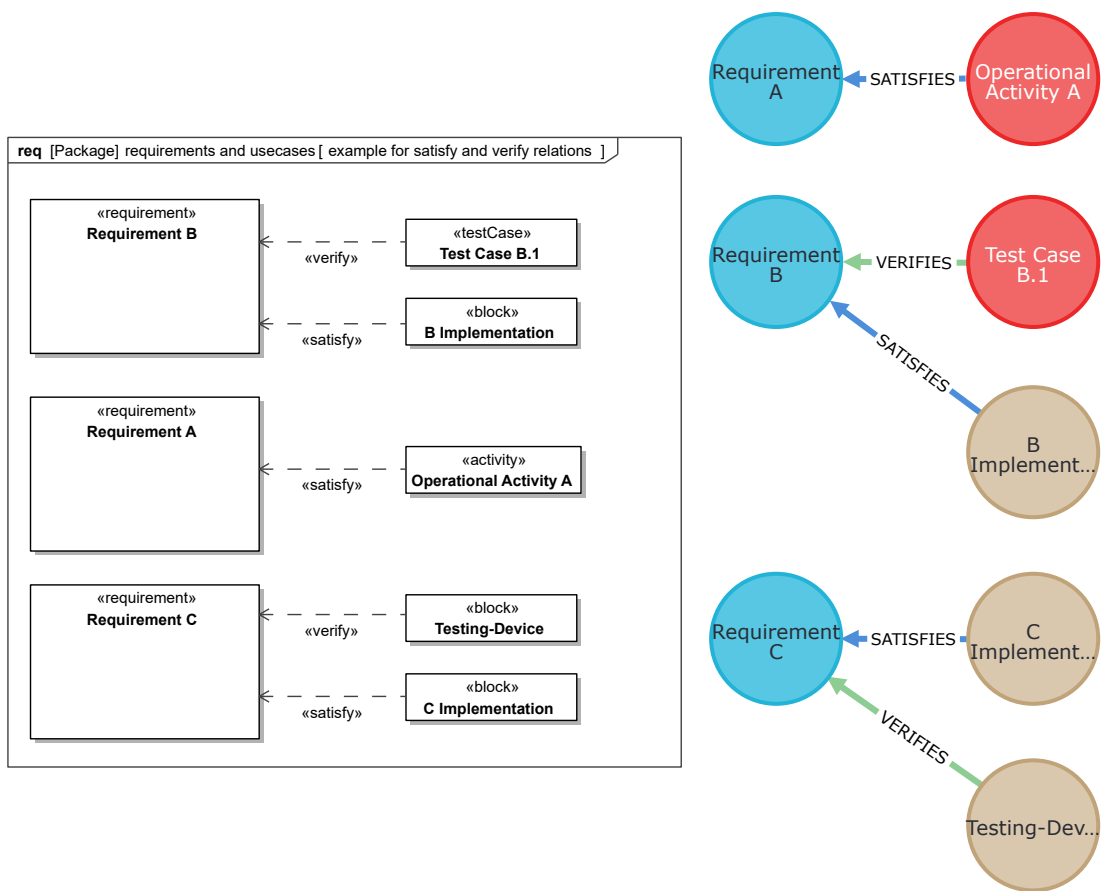 req [Package] requirements and usecases [ example for satisfy and verify relations ]
«requirement»
Requirement B
«testCase»
Test Case B.1
«verify»
«block»
B Implementation
«satisfy»
«requirement»
Requirement A
«activity»
Operational Activity A
«satisfy»
«requirement»
Requirement C
«block»
Testing-Device
«verify»
«block»
C Implementation
«satisfy»
Requirement
A
SATISFIES
Operational
Activity A
Requirement
B
VERIFIES
Test Case
B.1
SATISFIES
B
Implement...
Requirement
C
SATISFIES
C
Implement...
VERIFIES
Testing-Dev...